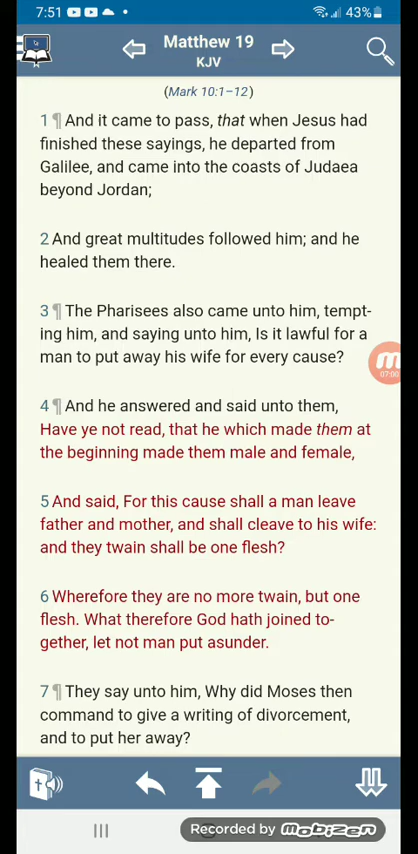 7:51 43%
Matthew 19
KJV
(Mark 10:1–12)
1 ¶ And it came to pass, that when Jesus had
finished these sayings, he departed from
Galilee, and came into the coasts of Judaea
beyond Jordan;
2 And great multitudes followed him; and he
healed them there.
3 ¶ The Pharisees also came unto him, tempt-
ing him, and saying unto him, Is it lawful for a
man to put away his wife for every cause?
4 ¶ And he answered and said unto them,
Have ye not read, that he which made them at
the beginning made them male and female,
5 And said, For this cause shall a man leave
father and mother, and shall cleave to his wife:
and they twain shall be one flesh?
6 Wherefore they are no more twain, but one
flesh. What therefore God hath joined to-
gether, let not man put asunder.
7 ¶ They say unto him, Why did Moses then
command to give a writing of divorcement,
and to put her away?
m
07:00
Recorded by mobizen